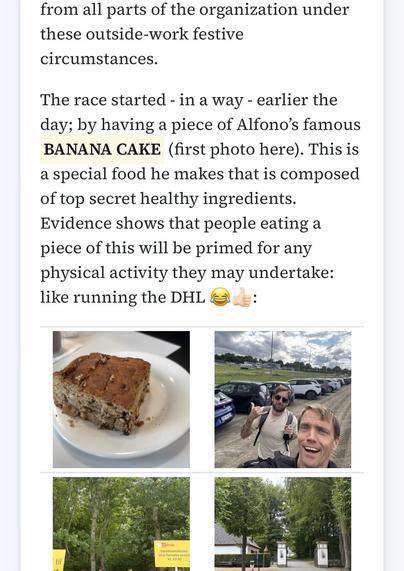 from all parts of the organization under
these outside-work festive
circumstances.
The race started - in a way - earlier the
day; by having a piece of Alfono’s famous
BANANA CAKE (first photo here). This is
a special food he makes that is composed
of top secret healthy ingredients.
Evidence shows that people eating a
piece of this will be primed for any
physical activity they may undertake:
like running the DHL 😂👍🏻: